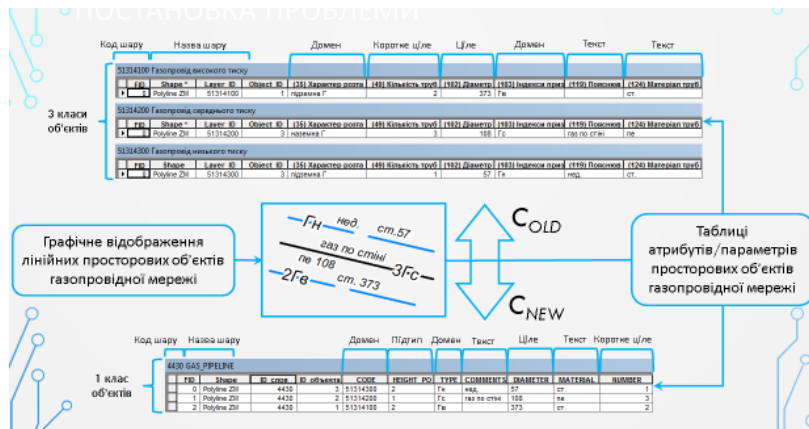 ПОСТАНОВКА ПРОБЛЕМИ
Код шару Назва шару Домен Коротке ціле Ціле Домен Текст Текст
51314100 Газопровід високого тиску
FID Shape * Layer ID Object ID (35) Характер розта (49) Кількість труб (102) Діаметр (103) Індекси приз (119) Пояснюв (124) Матеріал труб
Polyline ZM 51314100 1 підземна Г 2 373 Гв ст.
51314200 Газопровід середнього тиску
FID Shape Layer ID Object ID (35) Характер розта (49) Кількість труб (102) Діаметр (103) Індекси приз (119) Пояснюв (124) Матеріал труб
Polyline ZM 51314200 3 наземна Г 3 108 Гс газ по стіні пе
51314300 Газопровід низького тиску
FID Shape Layer ID Object ID (35) Характер розта (49) Кількість труб (102) Діаметр (103) Індекси приз (119) Пояснюв (124) Матеріал труб
Polyline ZM 51314300 3 підземна Г 1 57 Гн нед. ст.
3 класи
об'єктів
Графічне відображення
лінійних просторових об'єктів
газопровідної мережі
Гн нед. ст.57
газ по стіні
пе 108 3Гс
2Гв ст. 373
C OLD
C NEW
Таблиці
атрибутів/параметрів
просторових об'єктів
газопровідної мережі
Код шару Назва шару Домен Підтип Домен Текст Ціле Текст Коротке ціле
4430 GAS_PIPELINE
FID Shape ID_слоя ID_объекта CODE HEIGHT_PO TYPE COMMENTS DIAMETER MATERIAL NUMBER
0 Polyline ZM 4430 3 51314300 2 Гн нед. 57 ст. 1
1 Polyline ZM 4430 2 51314200 1 Гс газ по стіні 108 пе 3
2 Polyline ZM 4430 1 51314100 2 Гв 373 ст. 2
1 клас
об'єктів